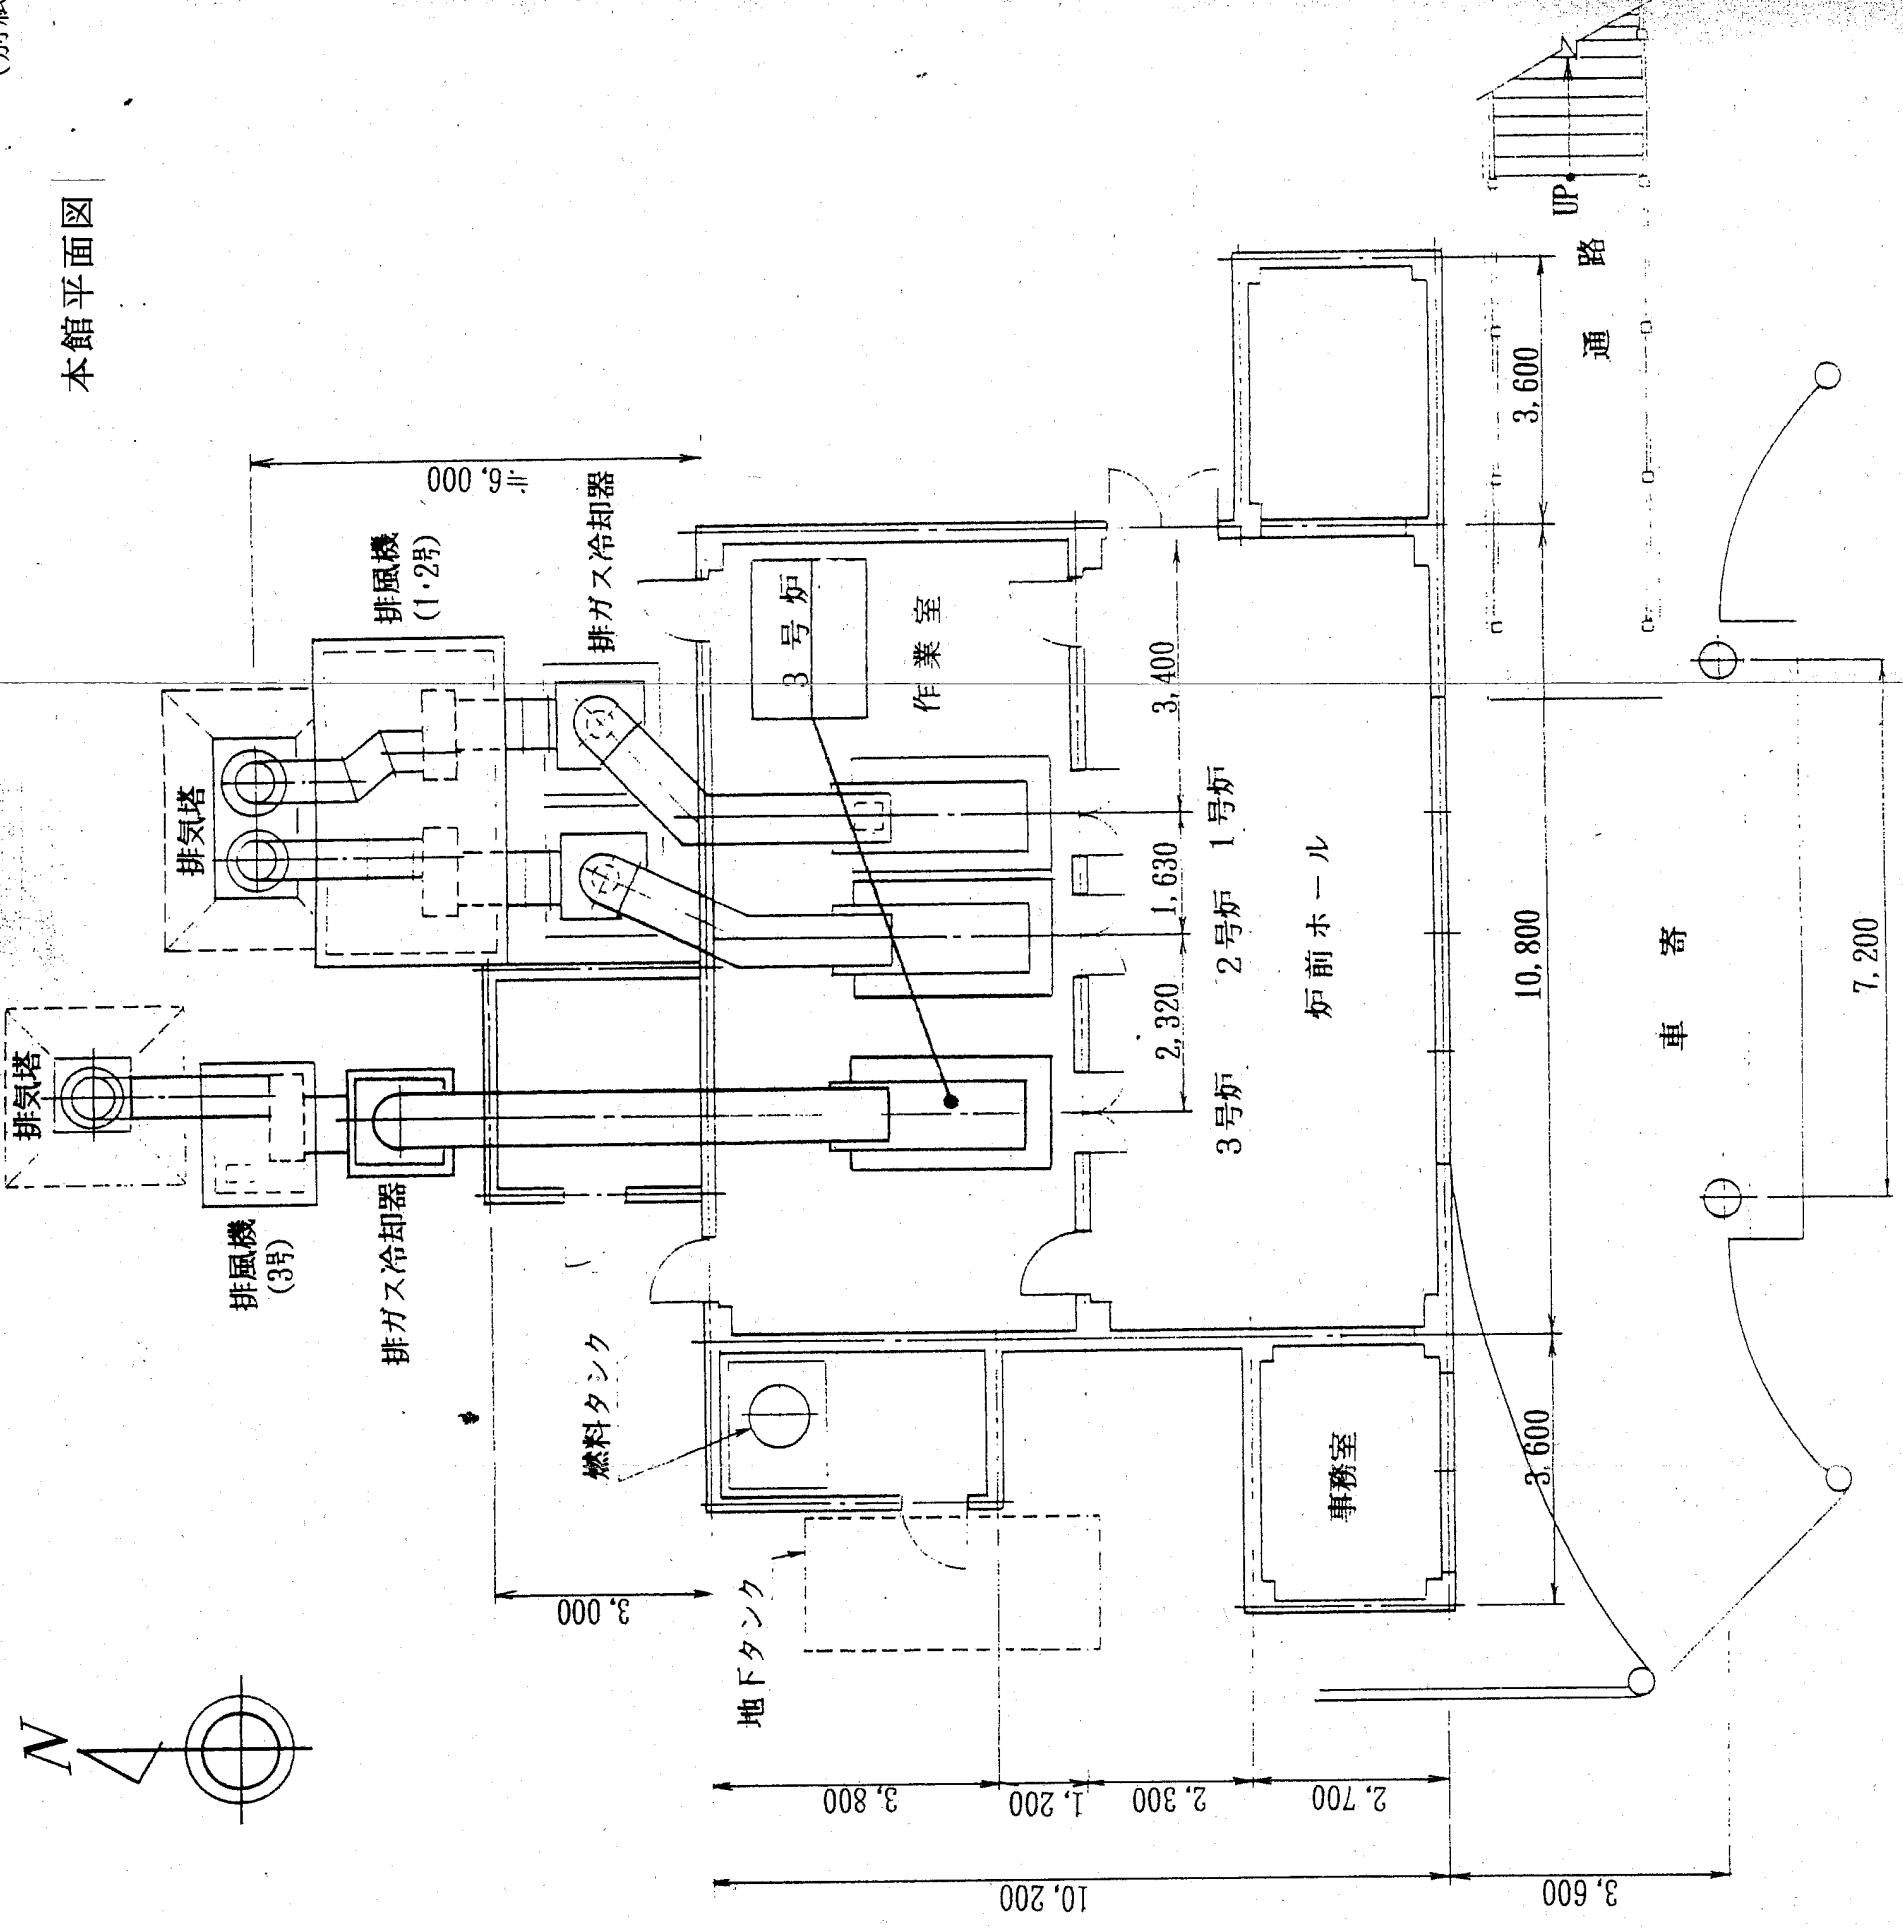 (別紙
本館平面図
N
排気塔
排気塔
排風機
(1・2号)
排風機
(3号)
排ガス冷却器
排ガス冷却器
≒6,000
3,000
燃料タンク
地下タンク
3号炉
作業室
3,400
1,630
2,320
1号炉
2号炉
3号炉
炉前ホール
事務室
3,600
10,800
3,600
7,200
車寄
通路
UP
3,800
1,200
2,300
2,700
10,200
3,600